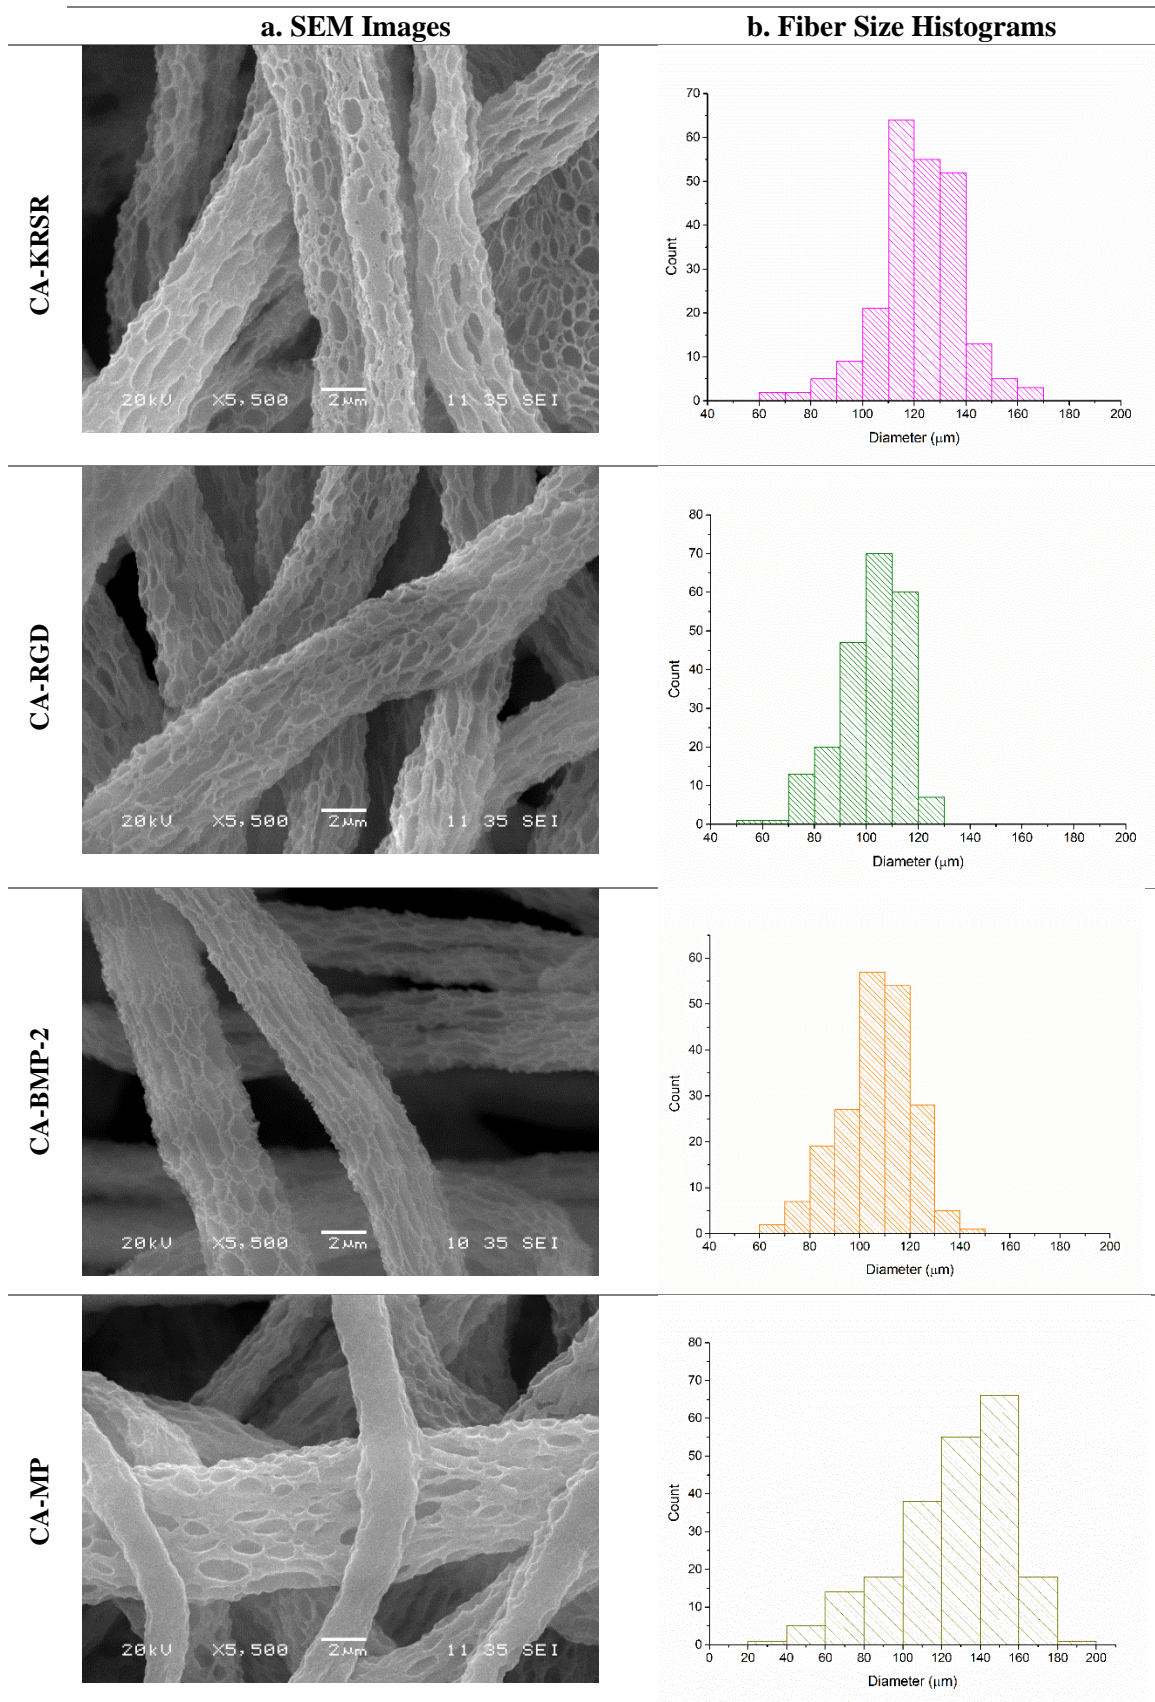 a. SEM Images
b. Fiber Size Histograms
CA-KRSR
20kV X5,500 2μm 11 35 SEI
70
60
50
40
30
20
10
0
Count
40 60 80 100 120 140 160 180 200
Diameter (μm)
CA-RGD
20kV X5,500 2μm 11 35 SEI
80
70
60
50
40
30
20
10
0
Count
40 60 80 100 120 140 160 180 200
Diameter (μm)
CA-BMP-2
20kV X5,500 2μm 10 35 SEI
60
50
40
30
20
10
0
Count
40 60 80 100 120 140 160 180 200
Diameter (μm)
CA-MP
20kV X5,500 2μm 11 35 SEI
80
70
60
50
40
30
20
10
0
Count
0 20 40 60 80 100 120 140 160 180 200
Diameter (μm)